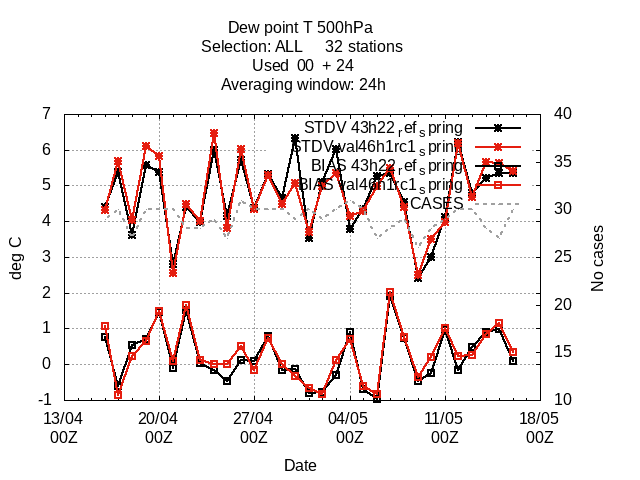 Dew point T 500hPa
Selection: ALL 32 stations
Used 00 + 24
Averaging window: 24h
STDV 43h22_ref_spring
STDV val46h1rc1_spring
BIAS 43h22_ref_spring
BIAS val46h1rc1_spring
CASES
7
6
5
4
3
2
1
0
-1
deg C
40
35
30
25
20
15
10
No cases
13/04 20/04 27/04 04/05 11/05 18/05
00Z 00Z 00Z 00Z 00Z 00Z
Date